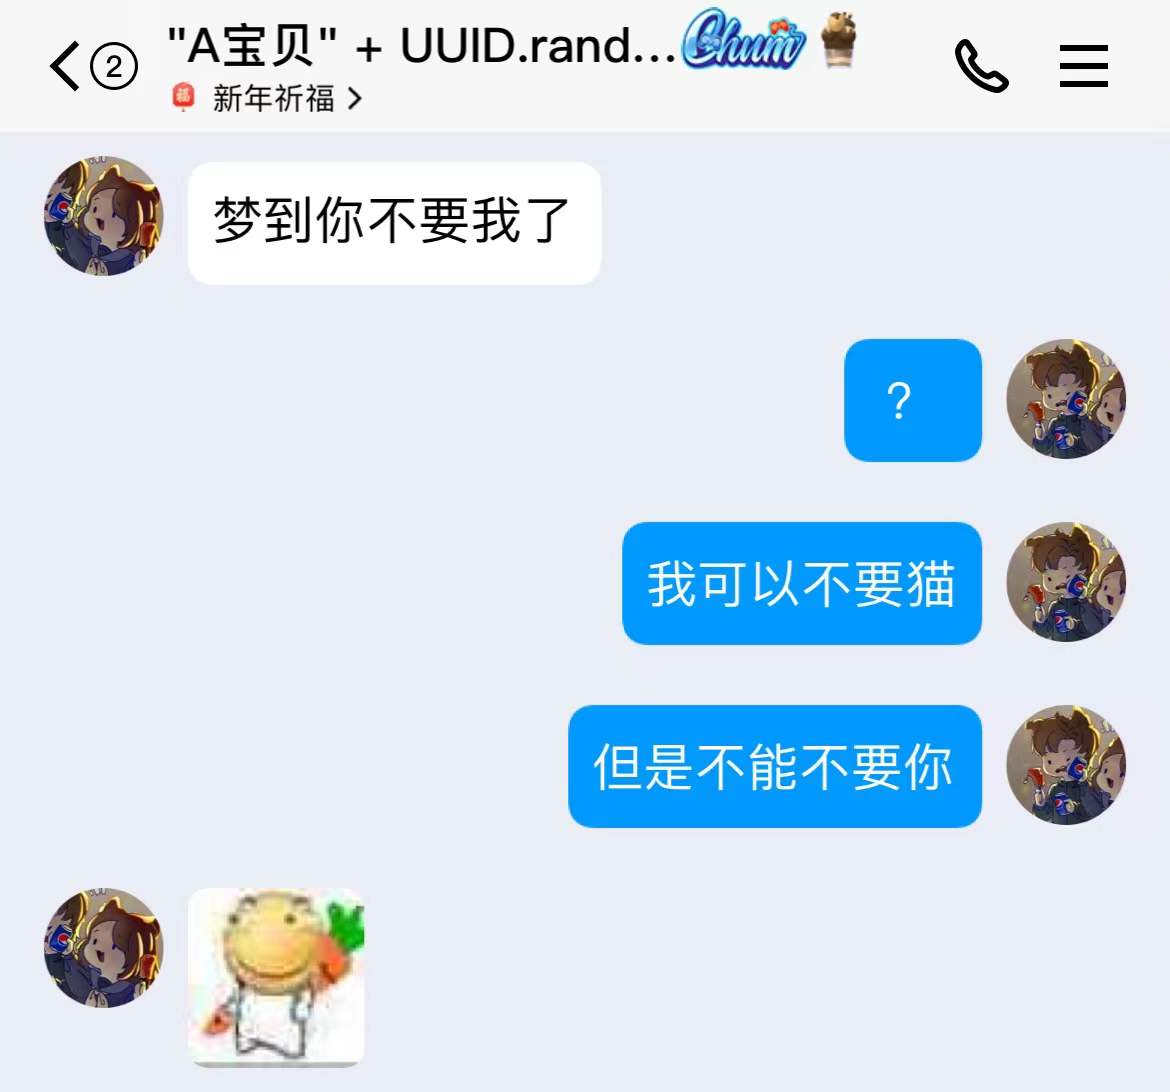 2
"A宝贝" + UUID.rand...
Chum
福
新年祈福
梦到你不要我了
？
我可以不要猫
但是不能不要你